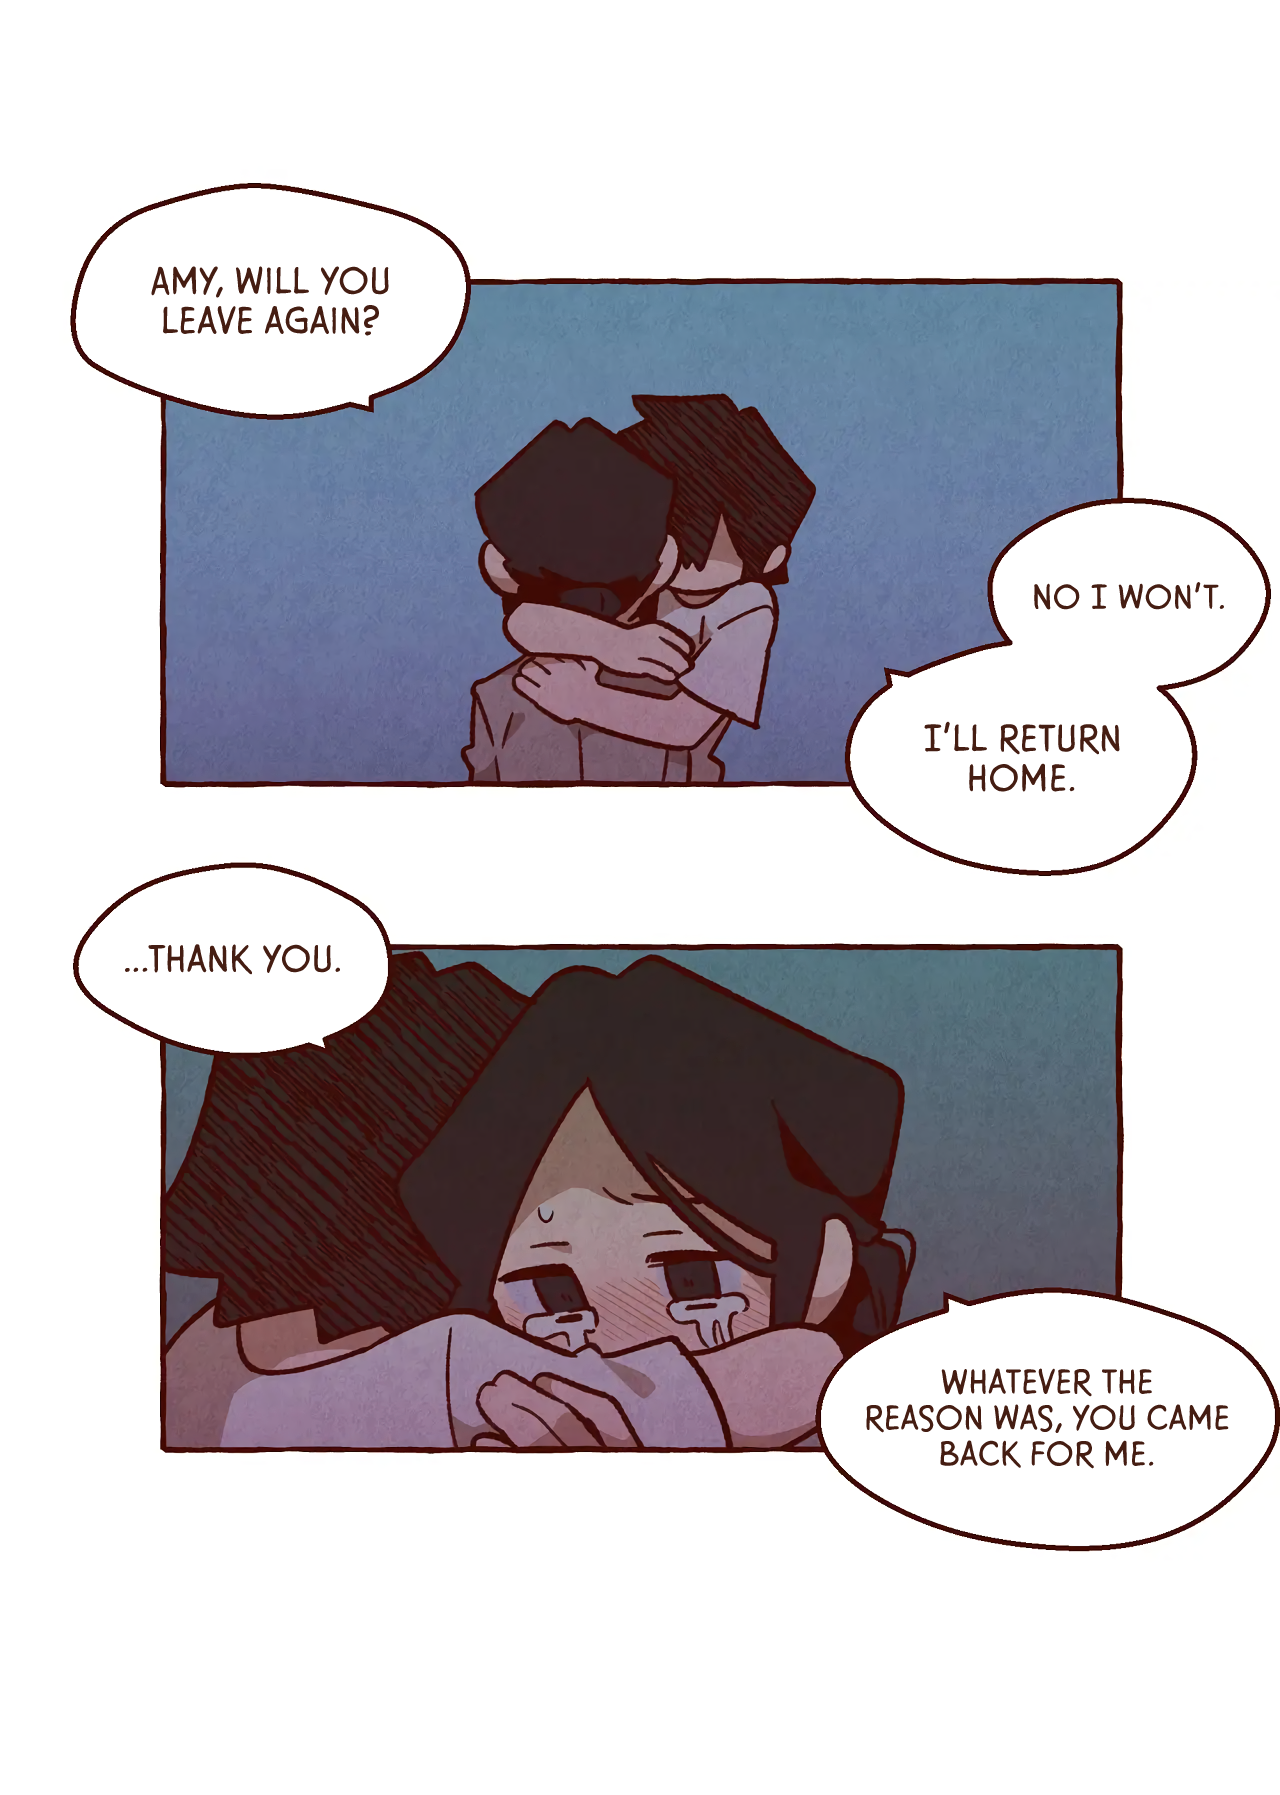 AMY, WILL YOU
LEAVE AGAIN?
NO I WON'T.
I'LL RETURN
HOME.
...THANK YOU.
WHATEVER THE
REASON WAS, YOU CAME
BACK FOR ME.